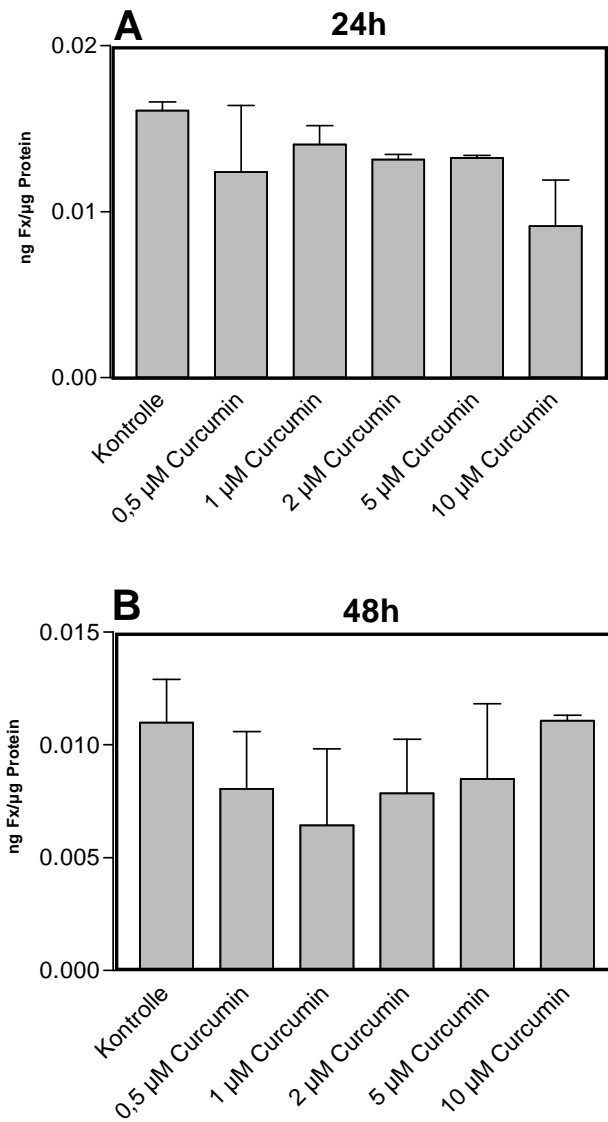 A
24h
ng Fx/µg Protein
0.02
0.01
0.00
Kontrolle
0,5 µM Curcumin
1 µM Curcumin
2 µM Curcumin
5 µM Curcumin
10 µM Curcumin
B
48h
ng Fx/µg Protein
0.015
0.010
0.005
0.000
Kontrolle
0,5 µM Curcumin
1 µM Curcumin
2 µM Curcumin
5 µM Curcumin
10 µM Curcumin